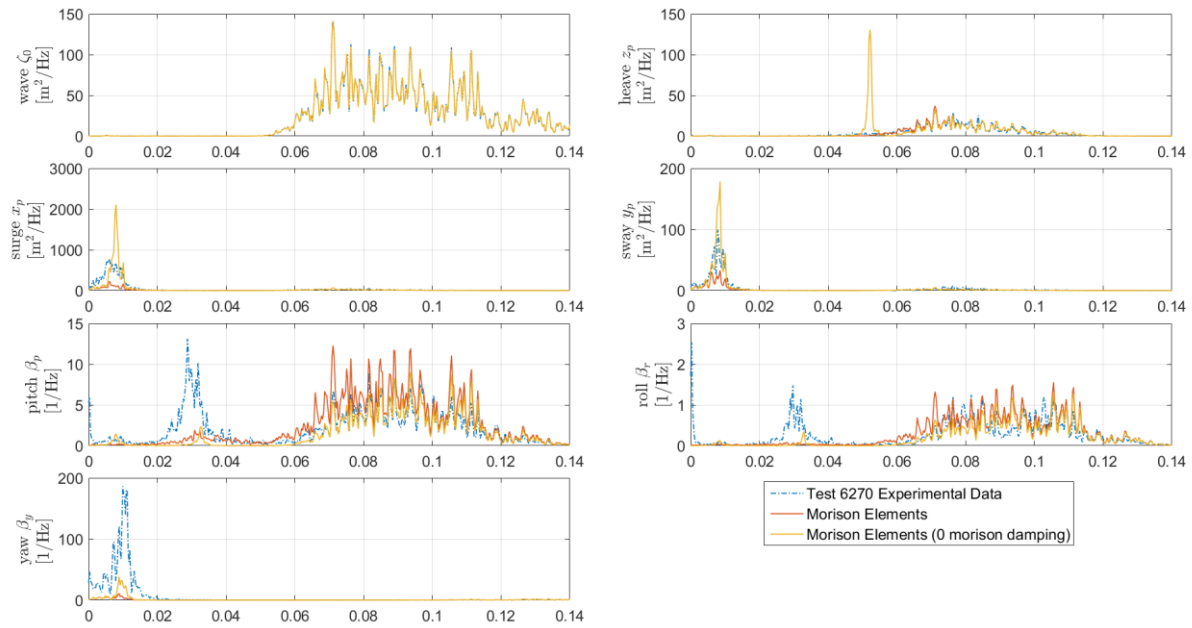 wave ζ₀
[m²/Hz]
150
100
50
0
0 0.02 0.04 0.06 0.08 0.1 0.12 0.14
heave z_p
[m²/Hz]
150
100
50
0
0 0.02 0.04 0.06 0.08 0.1 0.12 0.14
surge x_p
[m²/Hz]
3000
2000
1000
0
0 0.02 0.04 0.06 0.08 0.1 0.12 0.14
sway y_p
[m²/Hz]
200
100
0
0 0.02 0.04 0.06 0.08 0.1 0.12 0.14
pitch β_p
[1/Hz]
15
10
5
0
0 0.02 0.04 0.06 0.08 0.1 0.12 0.14
roll β_r
[1/Hz]
3
2
1
0
0 0.02 0.04 0.06 0.08 0.1 0.12 0.14
yaw β_y
[1/Hz]
200
100
0
0 0.02 0.04 0.06 0.08 0.1 0.12 0.14
Test 6270 Experimental Data
Morison Elements
Morison Elements (0 morison damping)